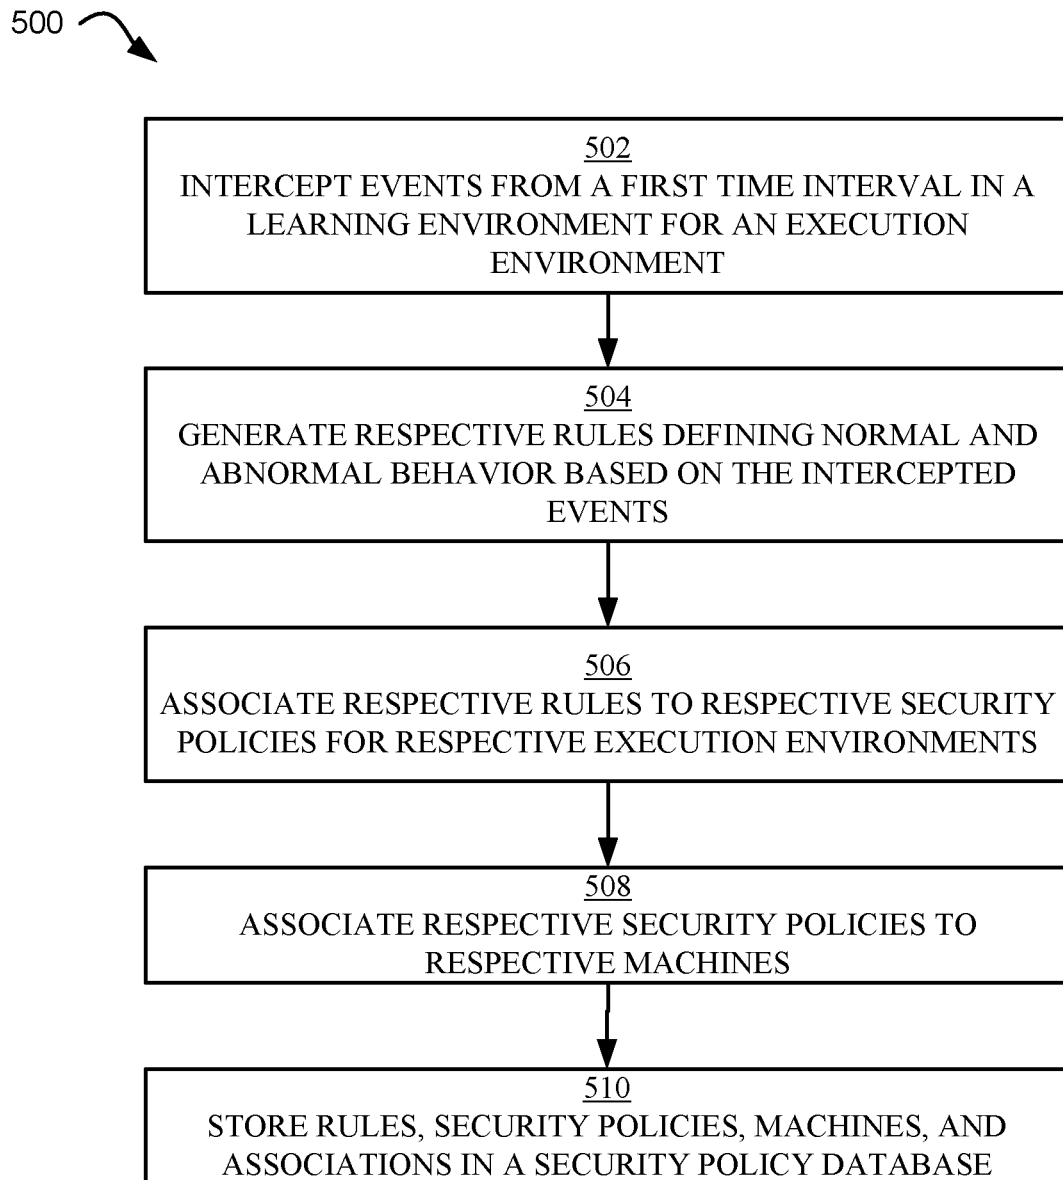 500
502
INTERCEPT EVENTS FROM A FIRST TIME INTERVAL IN A
LEARNING ENVIRONMENT FOR AN EXECUTION
ENVIRONMENT
504
GENERATE RESPECTIVE RULES DEFINING NORMAL AND
ABNORMAL BEHAVIOR BASED ON THE INTERCEPTED
EVENTS
506
ASSOCIATE RESPECTIVE RULES TO RESPECTIVE SECURITY
POLICIES FOR RESPECTIVE EXECUTION ENVIRONMENTS
508
ASSOCIATE RESPECTIVE SECURITY POLICIES TO
RESPECTIVE MACHINES
510
STORE RULES, SECURITY POLICIES, MACHINES, AND
ASSOCIATIONS IN A SECURITY POLICY DATABASE